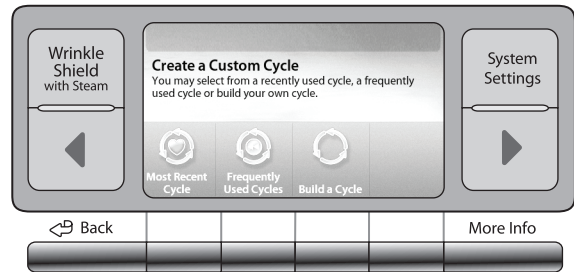 Wrinkle
Shield
with Steam
Create a Custom Cycle
You may select from a recently used cycle, a frequently
used cycle or build your own cycle.
Most Recent
Cycle
Frequently
Used Cycles
Build a Cycle
System
Settings
Back
More Info